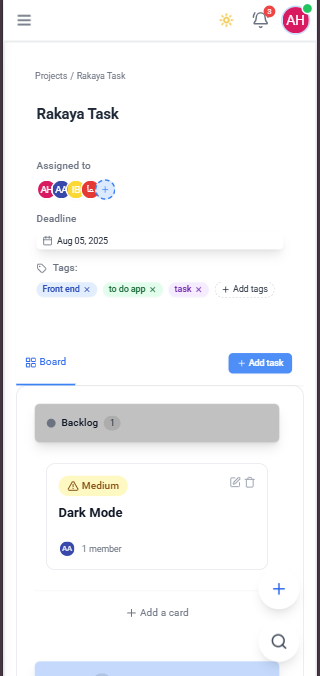 3
AH
Projects / Rakaya Task
Rakaya Task
Assigned to
AH AA +
Deadline
Aug 05, 2025
Tags:
Front end × to do app × task × + Add tags
Board + Add task
Backlog 1
Medium
Dark Mode
AA 1 member
+
+ Add a card